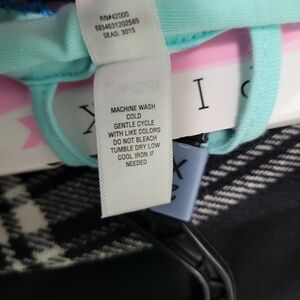 RN#42000
6934631202585
SEAS: 3015
MACHINE WASH
COLD
GENTLE CYCLE
WITH LIKE COLORS
DO NOT BLEACH
TUMBLE DRY LOW
COOL IRON IF
NEEDED
X I
X